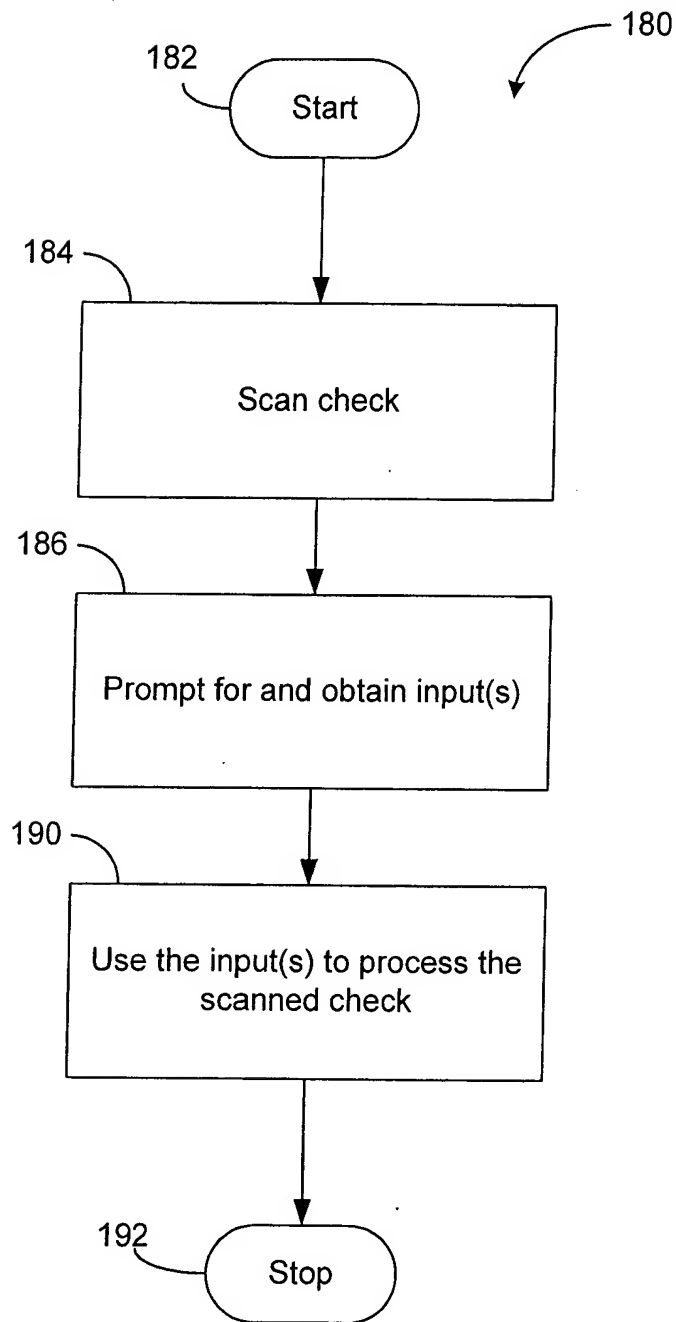 180
182
Start
184
Scan check
186
Prompt for and obtain input(s)
190
Use the input(s) to process the
scanned check
192
Stop